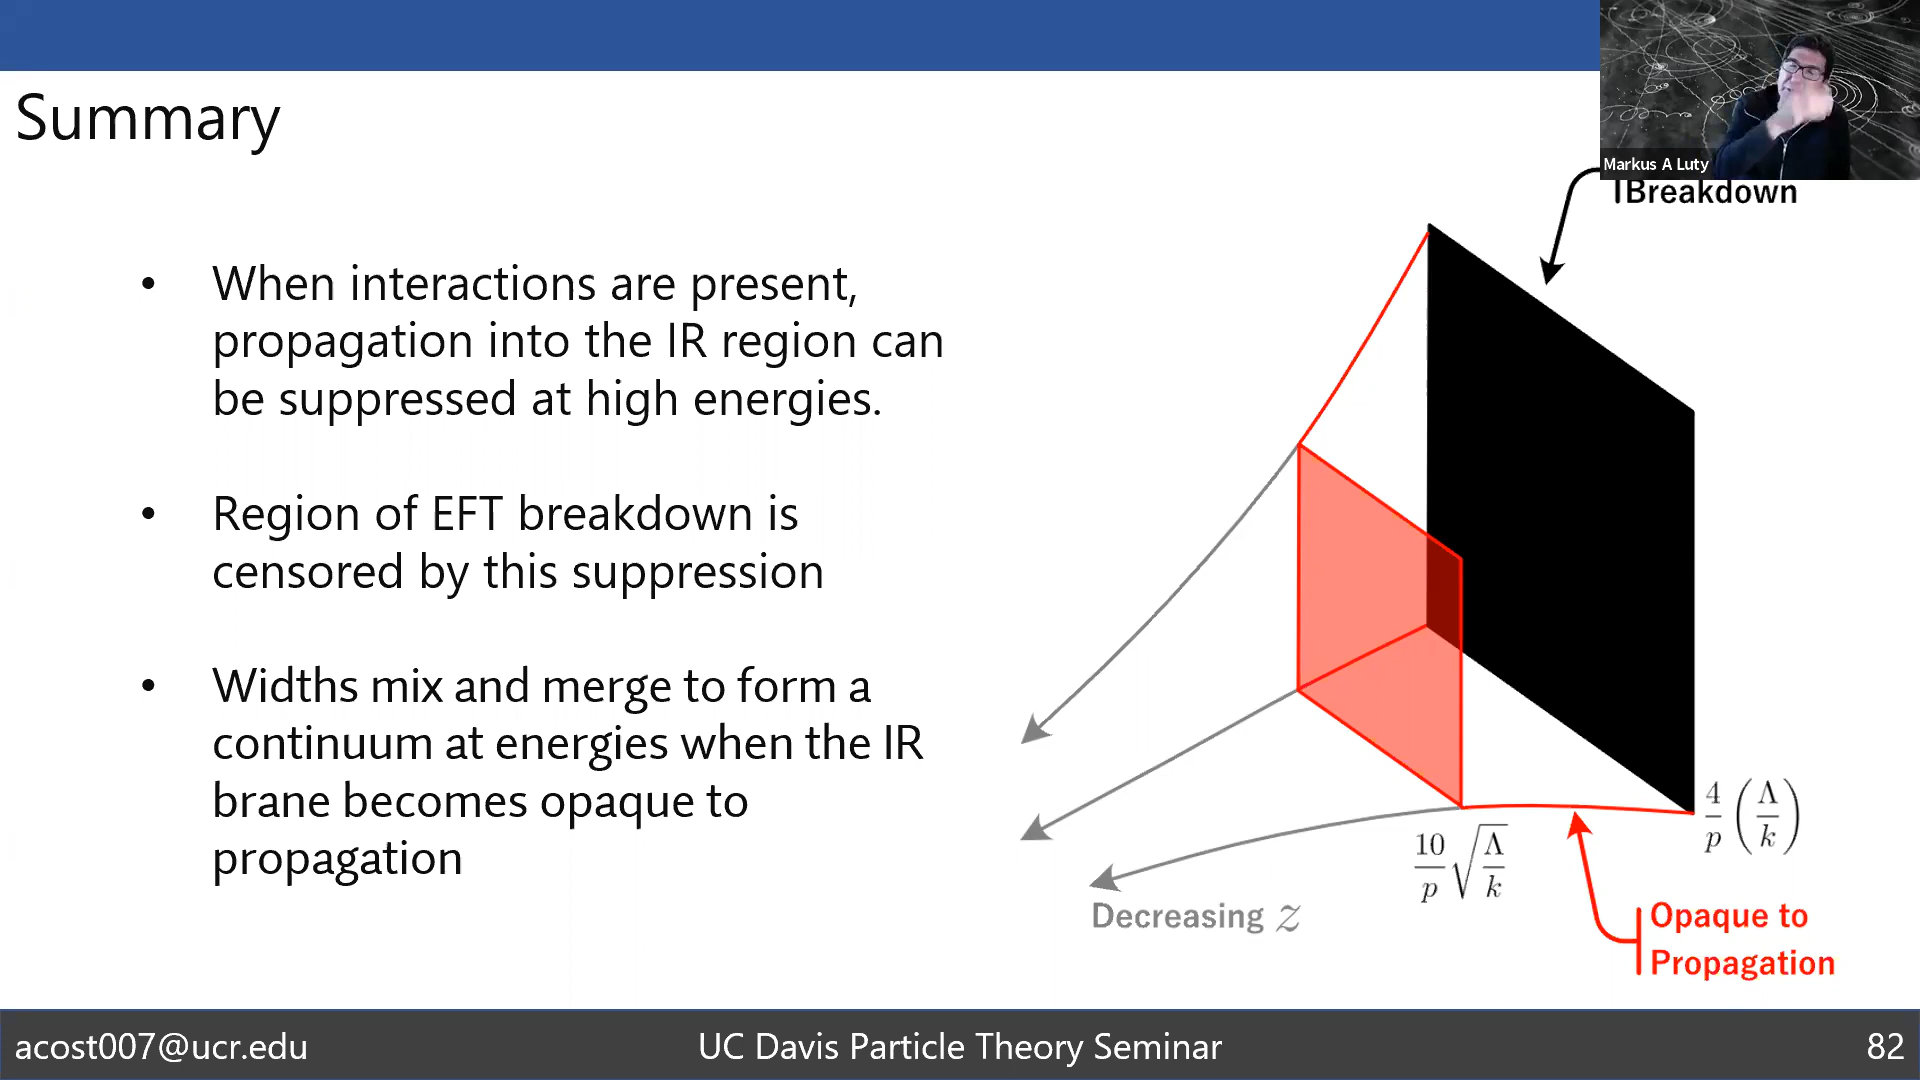 Summary
Markus A Luty
Breakdown
• When interactions are present,
propagation into the IR region can
be suppressed at high energies.
• Region of EFT breakdown is
censored by this suppression
• Widths mix and merge to form a
continuum at energies when the IR
brane becomes opaque to
propagation
4/p (Λ/k)
10/p √(Λ/k)
Decreasing z
Opaque to
Propagation
acost007@ucr.edu
UC Davis Particle Theory Seminar
82